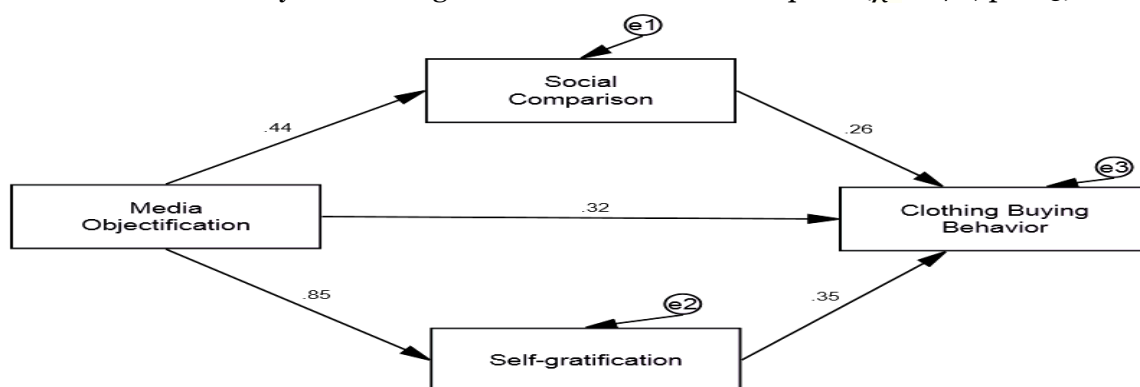 e1
Social
Comparison
.44
.26
e3
Media
Objectification
.32
Clothing Buying
Behavior
.85
e2
.35
Self-gratification